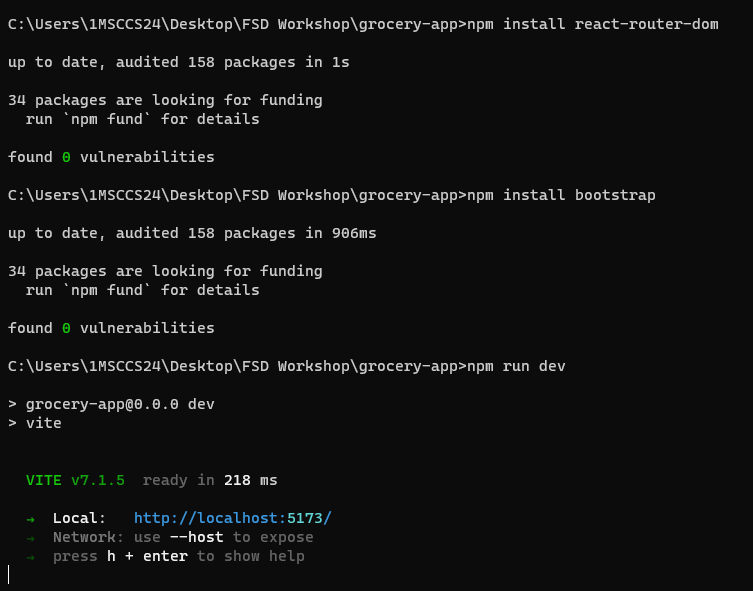 C:\Users\1MSCCS24\Desktop\FSD Workshop\grocery-app>npm install react-router-dom
up to date, audited 158 packages in 1s
34 packages are looking for funding
  run `npm fund` for details
found 0 vulnerabilities
C:\Users\1MSCCS24\Desktop\FSD Workshop\grocery-app>npm install bootstrap
up to date, audited 158 packages in 906ms
34 packages are looking for funding
  run `npm fund` for details
found 0 vulnerabilities
C:\Users\1MSCCS24\Desktop\FSD Workshop\grocery-app>npm run dev
> grocery-app@0.0.0 dev
> vite
  VITE v7.1.5  ready in 218 ms
  →  Local:   http://localhost:5173/
  →  Network: use --host to expose
  →  press h + enter to show help